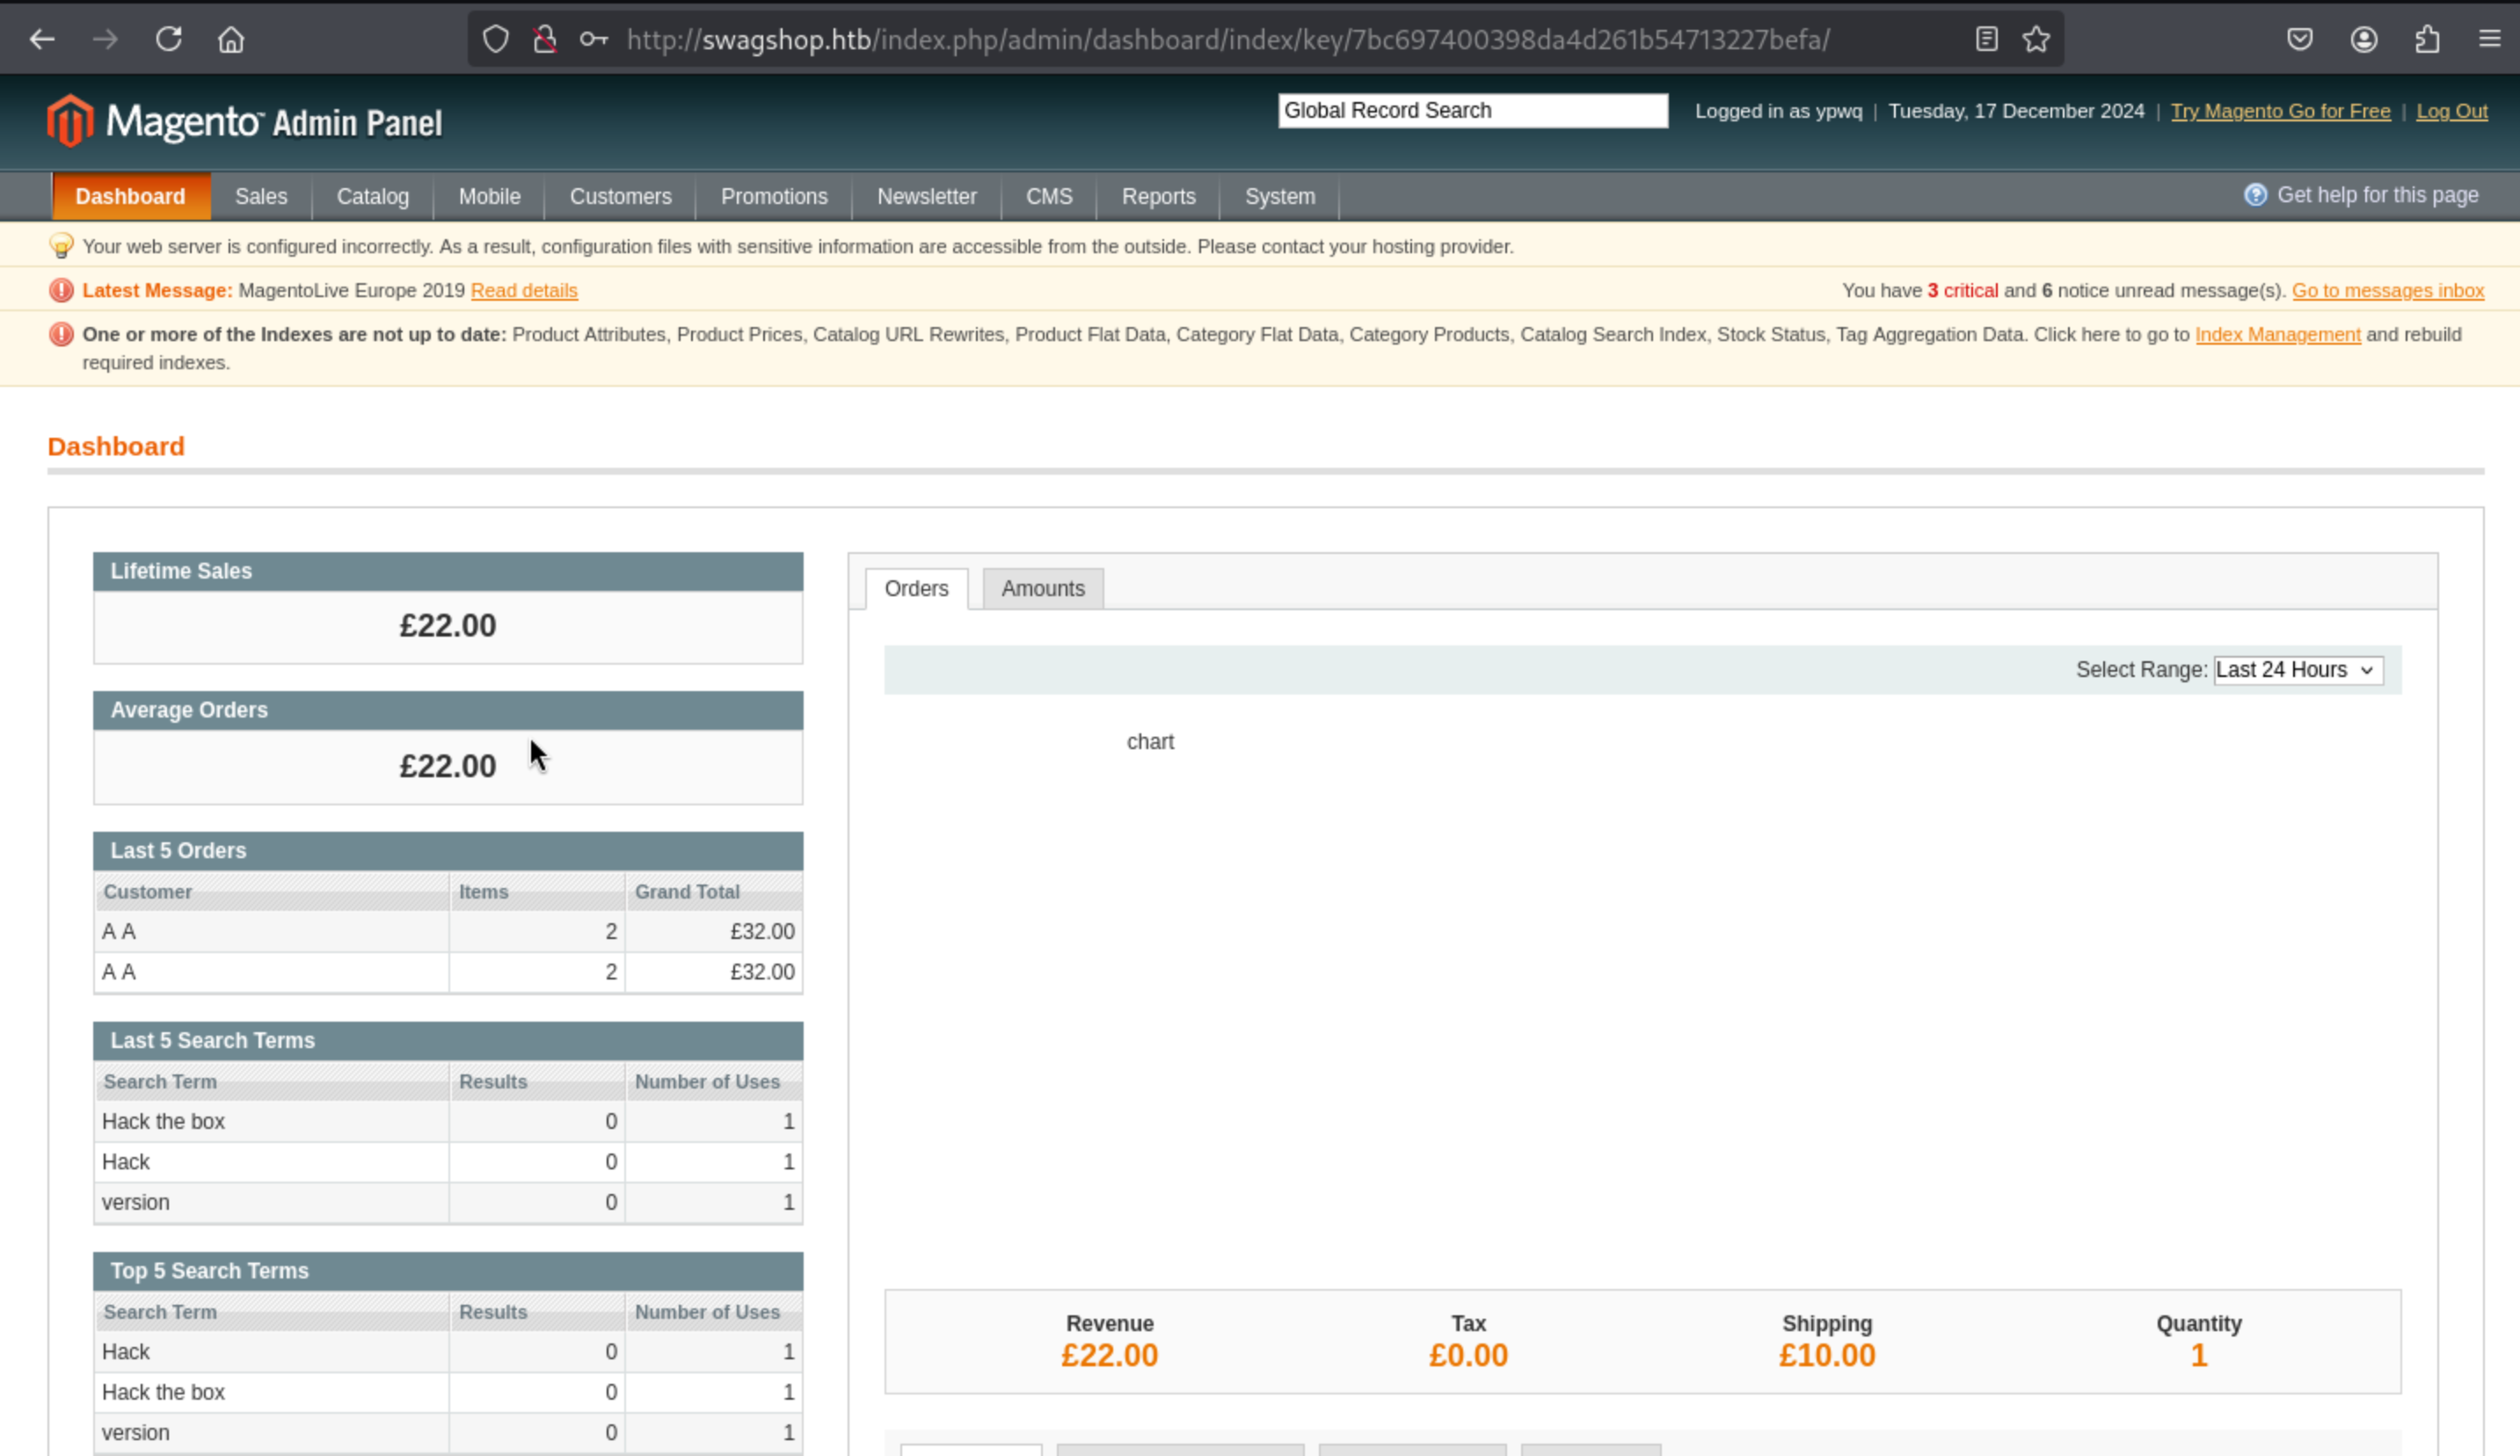 http://swagshop.htb/index.php/admin/dashboard/index/key/7bc697400398da4d261b54713227befa/
Magento™ Admin Panel
Global Record Search
Logged in as ypwq | Tuesday, 17 December 2024 | Try Magento Go for Free | Log Out
Dashboard Sales Catalog Mobile Customers Promotions Newsletter CMS Reports System
Get help for this page
Your web server is configured incorrectly. As a result, configuration files with sensitive information are accessible from the outside. Please contact your hosting provider.
Latest Message: MagentoLive Europe 2019 Read details
You have 3 critical and 6 notice unread message(s). Go to messages inbox
One or more of the Indexes are not up to date: Product Attributes, Product Prices, Catalog URL Rewrites, Product Flat Data, Category Flat Data, Category Products, Catalog Search Index, Stock Status, Tag Aggregation Data. Click here to go to Index Management and rebuild
required indexes.
Dashboard
Lifetime Sales
£22.00
Average Orders
£22.00
Last 5 Orders
Customer Items Grand Total
A A 2 £32.00
A A 2 £32.00
Last 5 Search Terms
Search Term Results Number of Uses
Hack the box 0 1
Hack 0 1
version 0 1
Top 5 Search Terms
Search Term Results Number of Uses
Hack 0 1
Hack the box 0 1
version 0 1
Orders Amounts
Select Range: Last 24 Hours
chart
Revenue Tax Shipping Quantity
£22.00 £0.00 £10.00 1